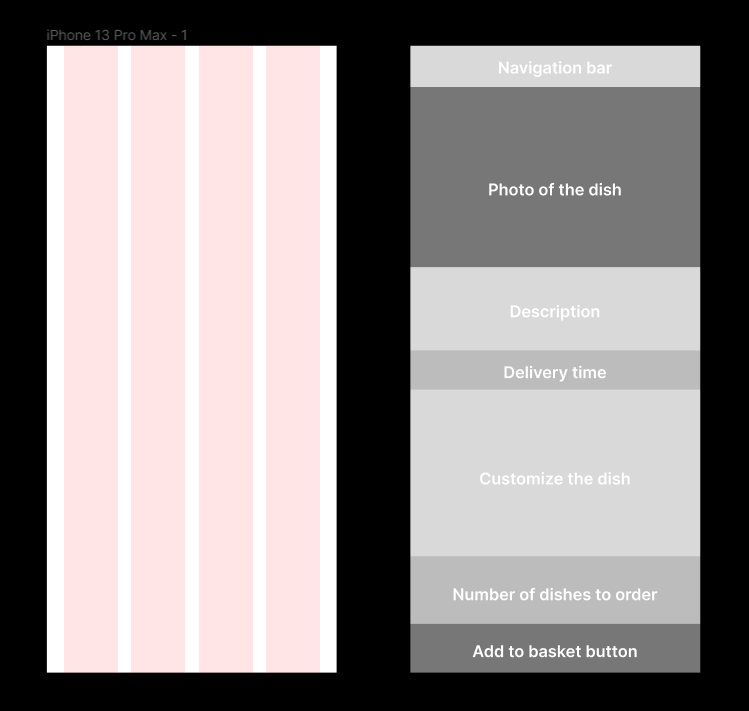 iPhone 13 Pro Max - 1
Navigation bar
Photo of the dish
Description
Delivery time
Customize the dish
Number of dishes to order
Add to basket button